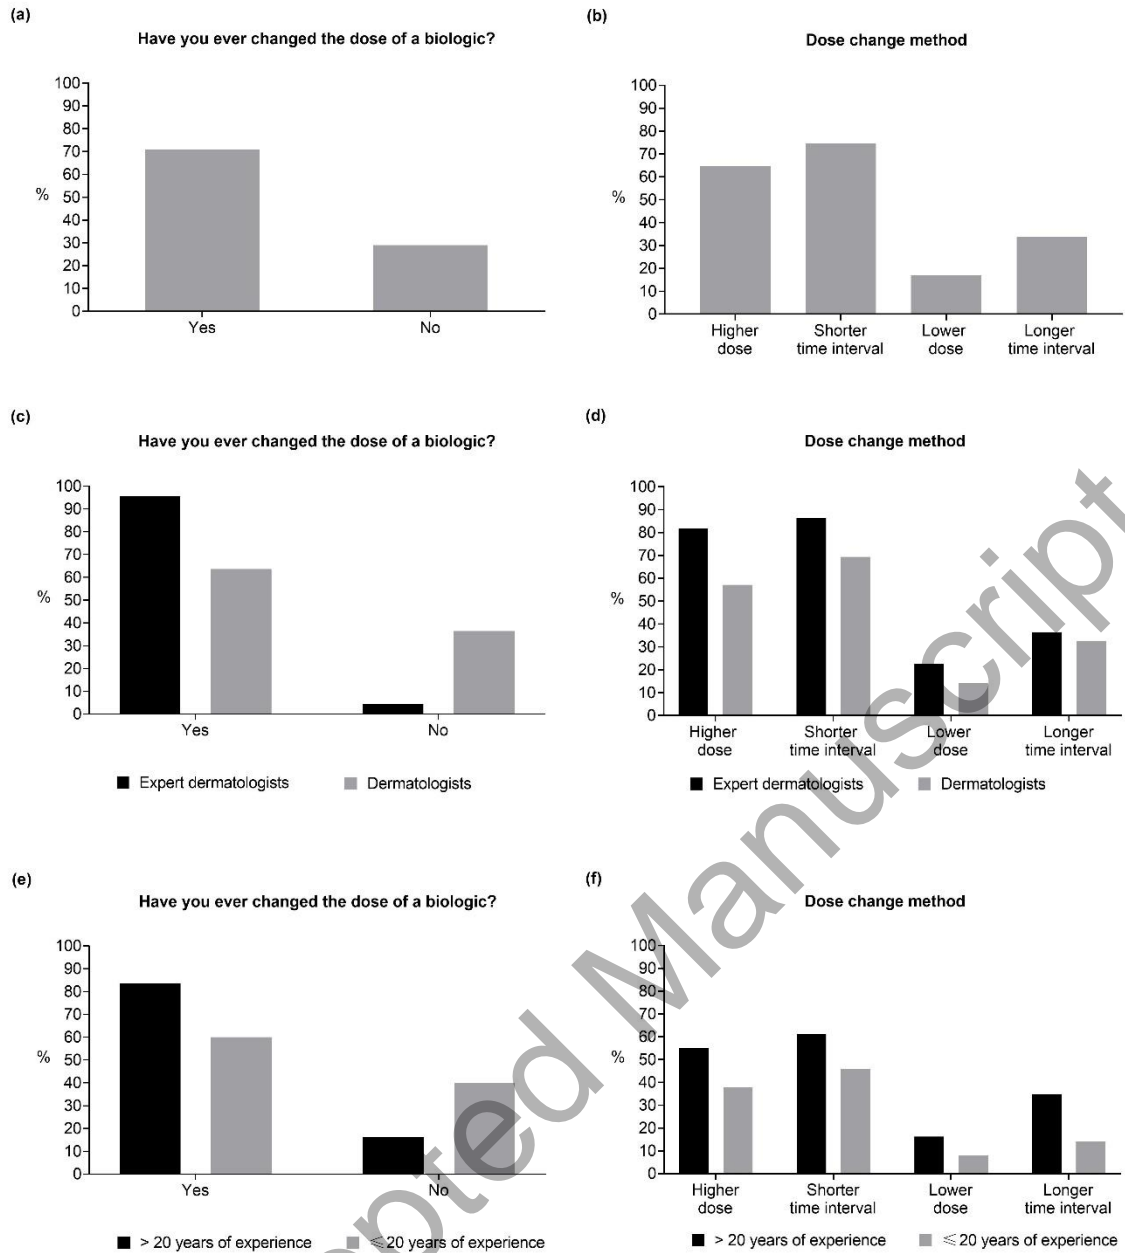 (a)
Have you ever changed the dose of a biologic?
100
90
80
70
60
50
40
30
20
10
0
%
Yes No
(b)
Dose change method
100
90
80
70
60
50
40
30
20
10
0
%
Higher Shorter Lower Longer
dose time interval dose time interval
(c)
Have you ever changed the dose of a biologic?
100
90
80
70
60
50
40
30
20
10
0
%
Yes No
Expert dermatologists Dermatologists
(d)
Dose change method
100
90
80
70
60
50
40
30
20
10
0
%
Higher Shorter Lower Longer
dose time interval dose time interval
Expert dermatologists Dermatologists
(e)
Have you ever changed the dose of a biologic?
100
90
80
70
60
50
40
30
20
10
0
%
Yes No
> 20 years of experience ⩽ 20 years of experience
(f)
Dose change method
100
90
80
70
60
50
40
30
20
10
0
%
Higher Shorter Lower Longer
dose time interval dose time interval
> 20 years of experience ⩽ 20 years of experience
pted Manuscript